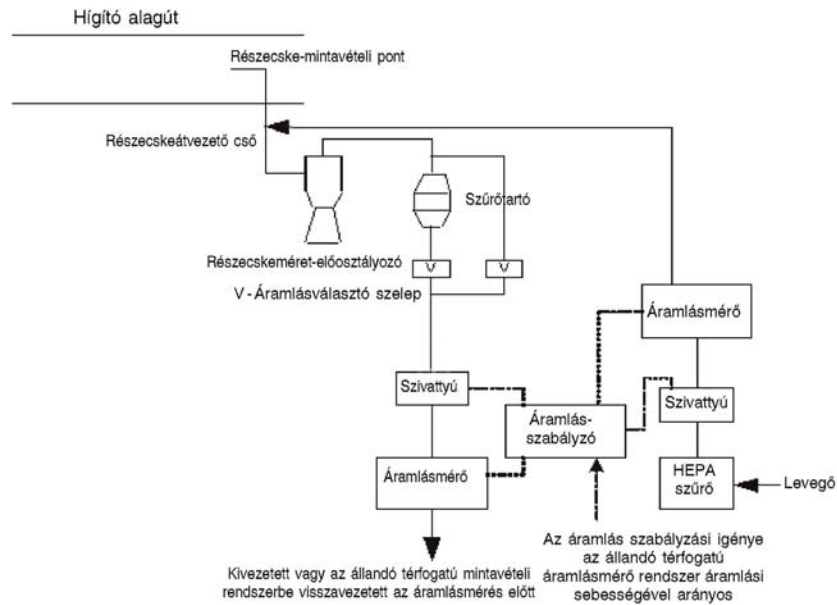 Hígító alagút
Részecske-mintavételi pont
Részecskeátvezető cső
Szűrőtartó
Részecskeméret-előosztályozó
V
V
V - Áramlásválasztó szelep
Áramlásmérő
Szivattyú
Szivattyú
Áramlás-
szabályzó
Áramlásmérő
HEPA
szűrő
Levegő
Kivezetett vagy az állandó térfogatú mintavételi
rendszerbe visszavezetett az áramlásmérés előtt
Az áramlás szabályzási igénye
az állandó térfogatú
áramlásmérő rendszer áramlási
sebességével arányos